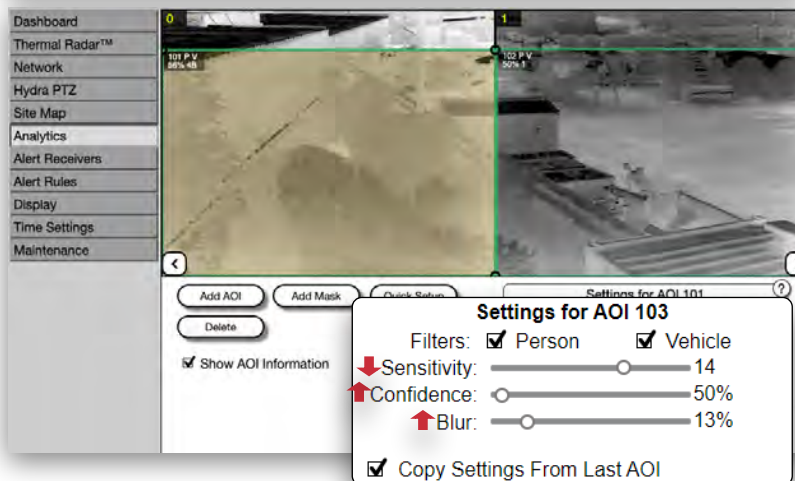 Dashboard
Thermal Radar™
Network
Hydra PTZ
Site Map
Analytics
Alert Receivers
Alert Rules
Display
Time Settings
Maintenance
0
101 P V
56% 48
1
102 P V
50% 1
<
Add AOI
Add Mask
Quick Setup
Delete
Show AOI Information
Settings for AOI 101
?
Settings for AOI 103
Filters: Person Vehicle
Sensitivity: 14
Confidence: 50%
Blur: 13%
Copy Settings From Last AOI